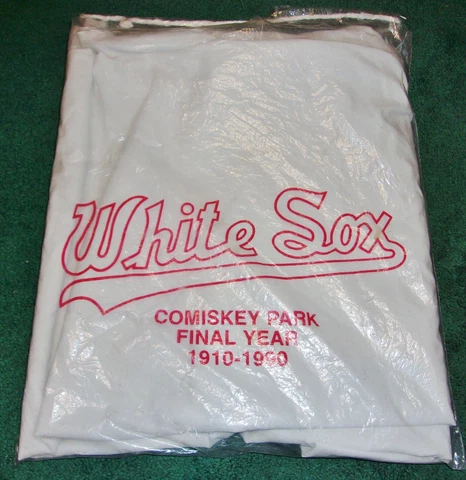 White Sox
COMISKEY PARK
FINAL YEAR
1910-1990